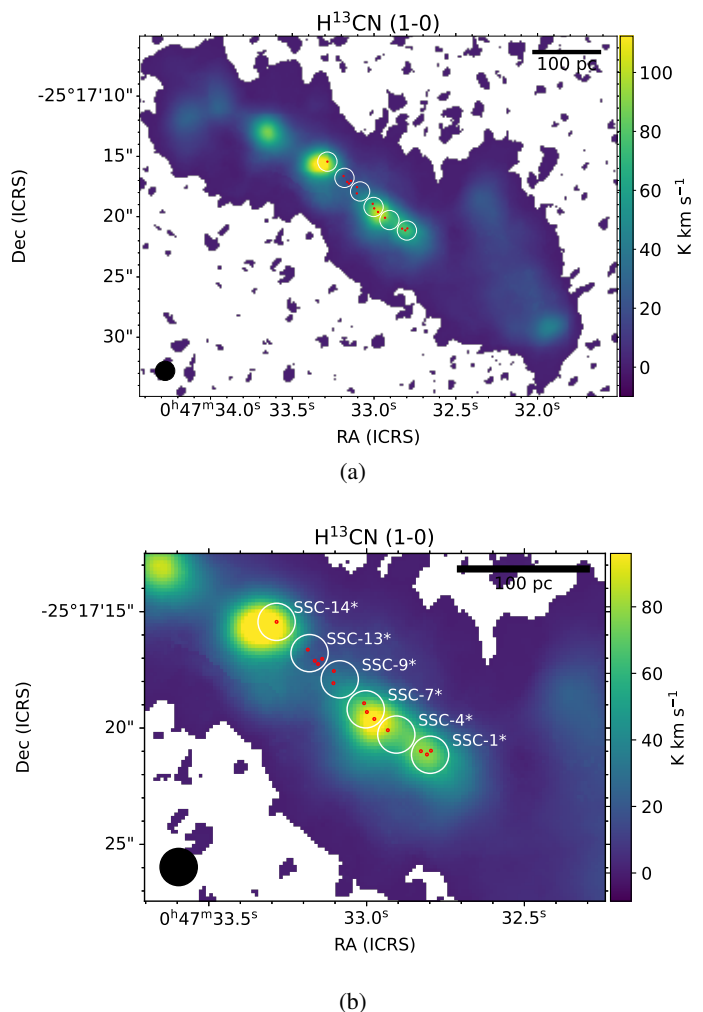 H¹³CN (1-0)
100 pc
-25°17'10"
15"
20"
25"
30"
Dec (ICRS)
100
80
60
40
20
0
K km s⁻¹
0ʰ47ᵐ34.0ˢ 33.5ˢ 33.0ˢ 32.5ˢ 32.0ˢ
RA (ICRS)
(a)
H¹³CN (1-0)
100 pc
-25°17'15"
20"
25"
Dec (ICRS)
SSC-14*
SSC-13*
SSC-9*
SSC-7*
SSC-4*
SSC-1*
80
60
40
20
0
K km s⁻¹
0ʰ47ᵐ33.5ˢ 33.0ˢ 32.5ˢ
RA (ICRS)
(b)